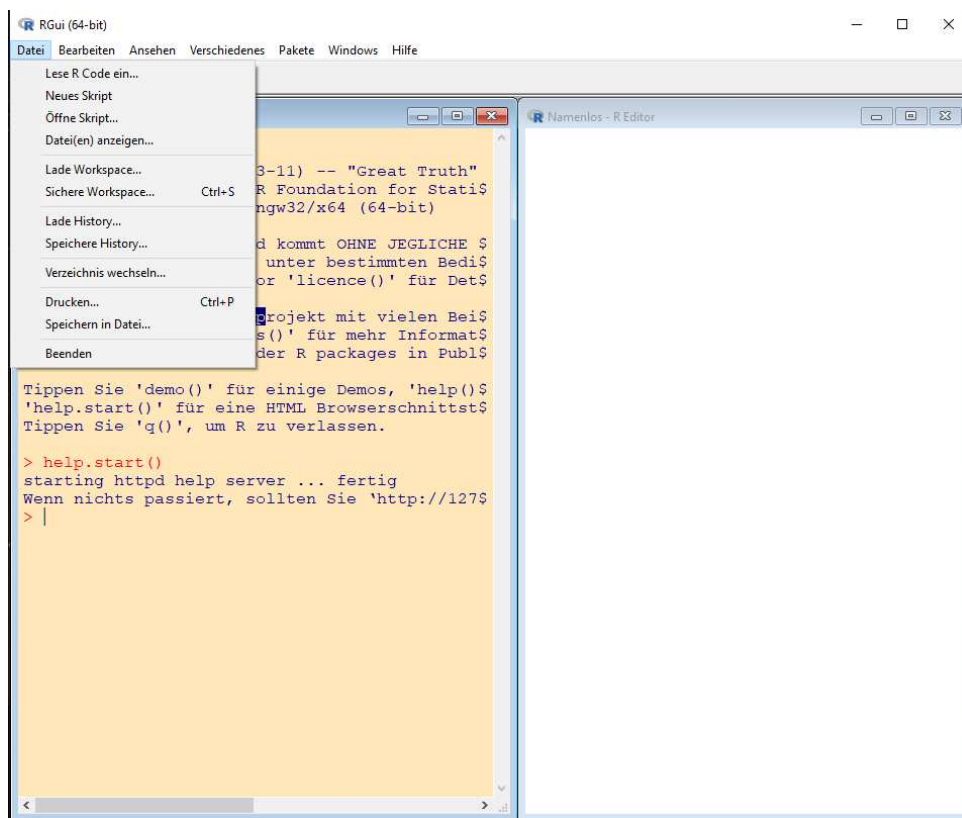 RGui (64-bit)
Datei Bearbeiten Ansehen Verschiedenes Pakete Windows Hilfe
Lese R Code ein...
Neues Skript
Öffne Skript...
Datei(en) anzeigen...
Lade Workspace...
Sichere Workspace... Ctrl+S
Lade History...
Speichere History...
Verzeichnis wechseln...
Drucken... Ctrl+P
Speichern in Datei...
Beenden
3-11) -- "Great Truth"
R Foundation for Stati$
ngw32/x64 (64-bit)
d kommt OHNE JEGLICHE $
unter bestimmten Bedi$
or 'licence()' für Det$
projekt mit vielen Bei$
s()' für mehr Informat$
der R packages in Publ$
Tippen Sie 'demo()' für einige Demos, 'help()$
'help.start()' für eine HTML Browserschnittst$
Tippen Sie 'q()', um R zu verlassen.
> help.start()
starting httpd help server ... fertig
Wenn nichts passiert, sollten Sie ‘http://127$
>
Namenlos - R Editor